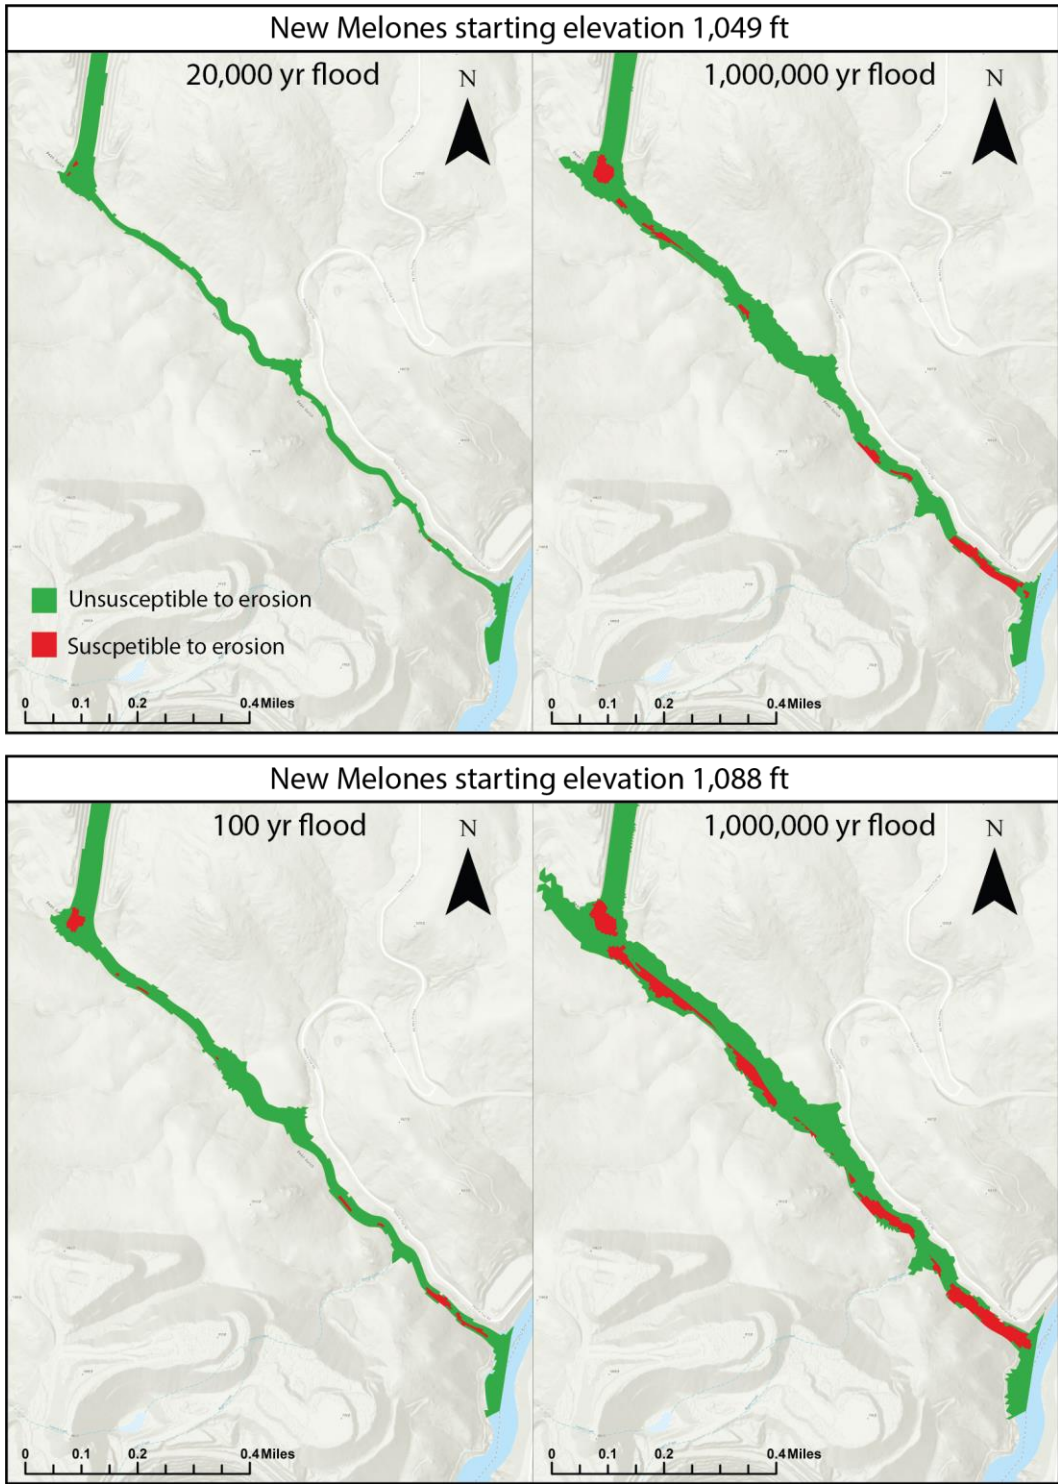 New Melones starting elevation 1,049 ft
20,000 yr flood
N
1,000,000 yr flood
N
Unsusceptible to erosion
Suscpetible to erosion
0 0.1 0.2 0.4 Miles
0 0.1 0.2 0.4 Miles
New Melones starting elevation 1,088 ft
100 yr flood
N
1,000,000 yr flood
N
0 0.1 0.2 0.4 Miles
0 0.1 0.2 0.4 Miles